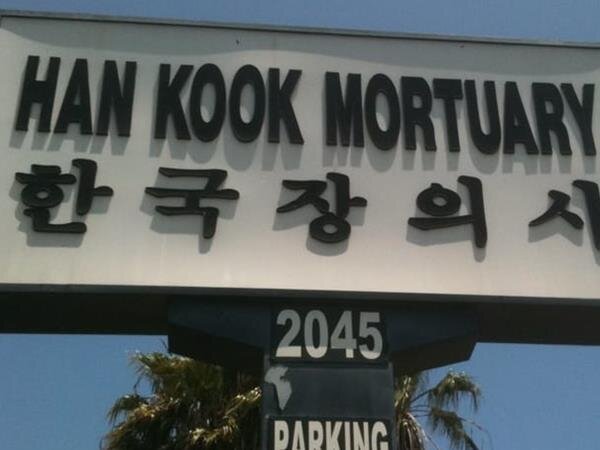 HAN KOOK MORTUARY
한국장의사
2045
PARKING